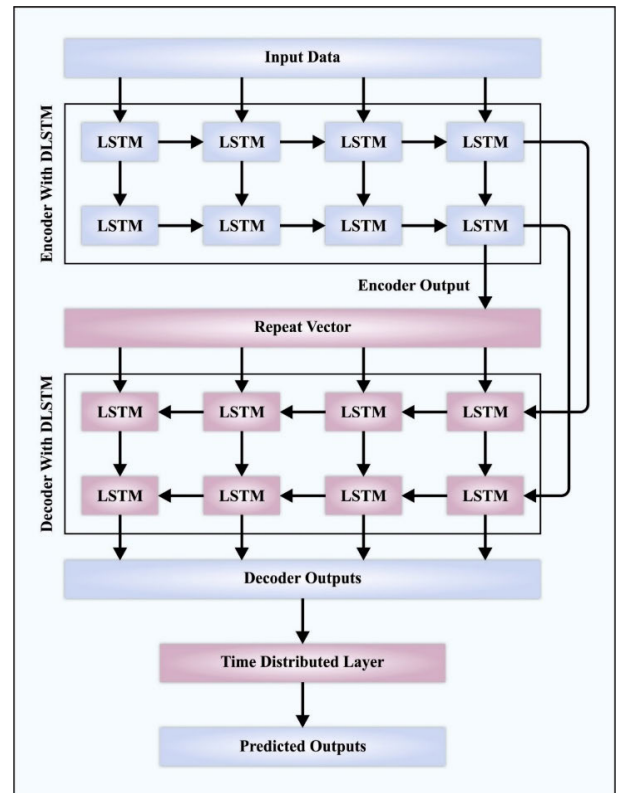 Input Data
Encoder With DLSTM
LSTM LSTM LSTM LSTM
LSTM LSTM LSTM LSTM
Encoder Output
Repeat Vector
Decoder With DLSTM
LSTM LSTM LSTM LSTM
LSTM LSTM LSTM LSTM
Decoder Outputs
Time Distributed Layer
Predicted Outputs